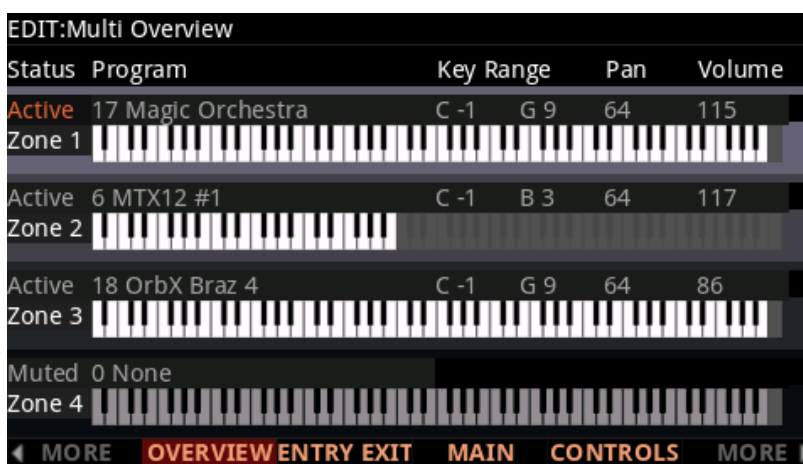 EDIT:Multi Overview
Status Program Key Range Pan Volume
Active 17 Magic Orchestra C -1 G 9 64 115
Zone 1
Active 6 MTX12 #1 C -1 B 3 64 117
Zone 2
Active 18 OrbX Braz 4 C -1 G 9 64 86
Zone 3
Muted 0 None
Zone 4
MORE OVERVIEW ENTRY EXIT MAIN CONTROLS MORE